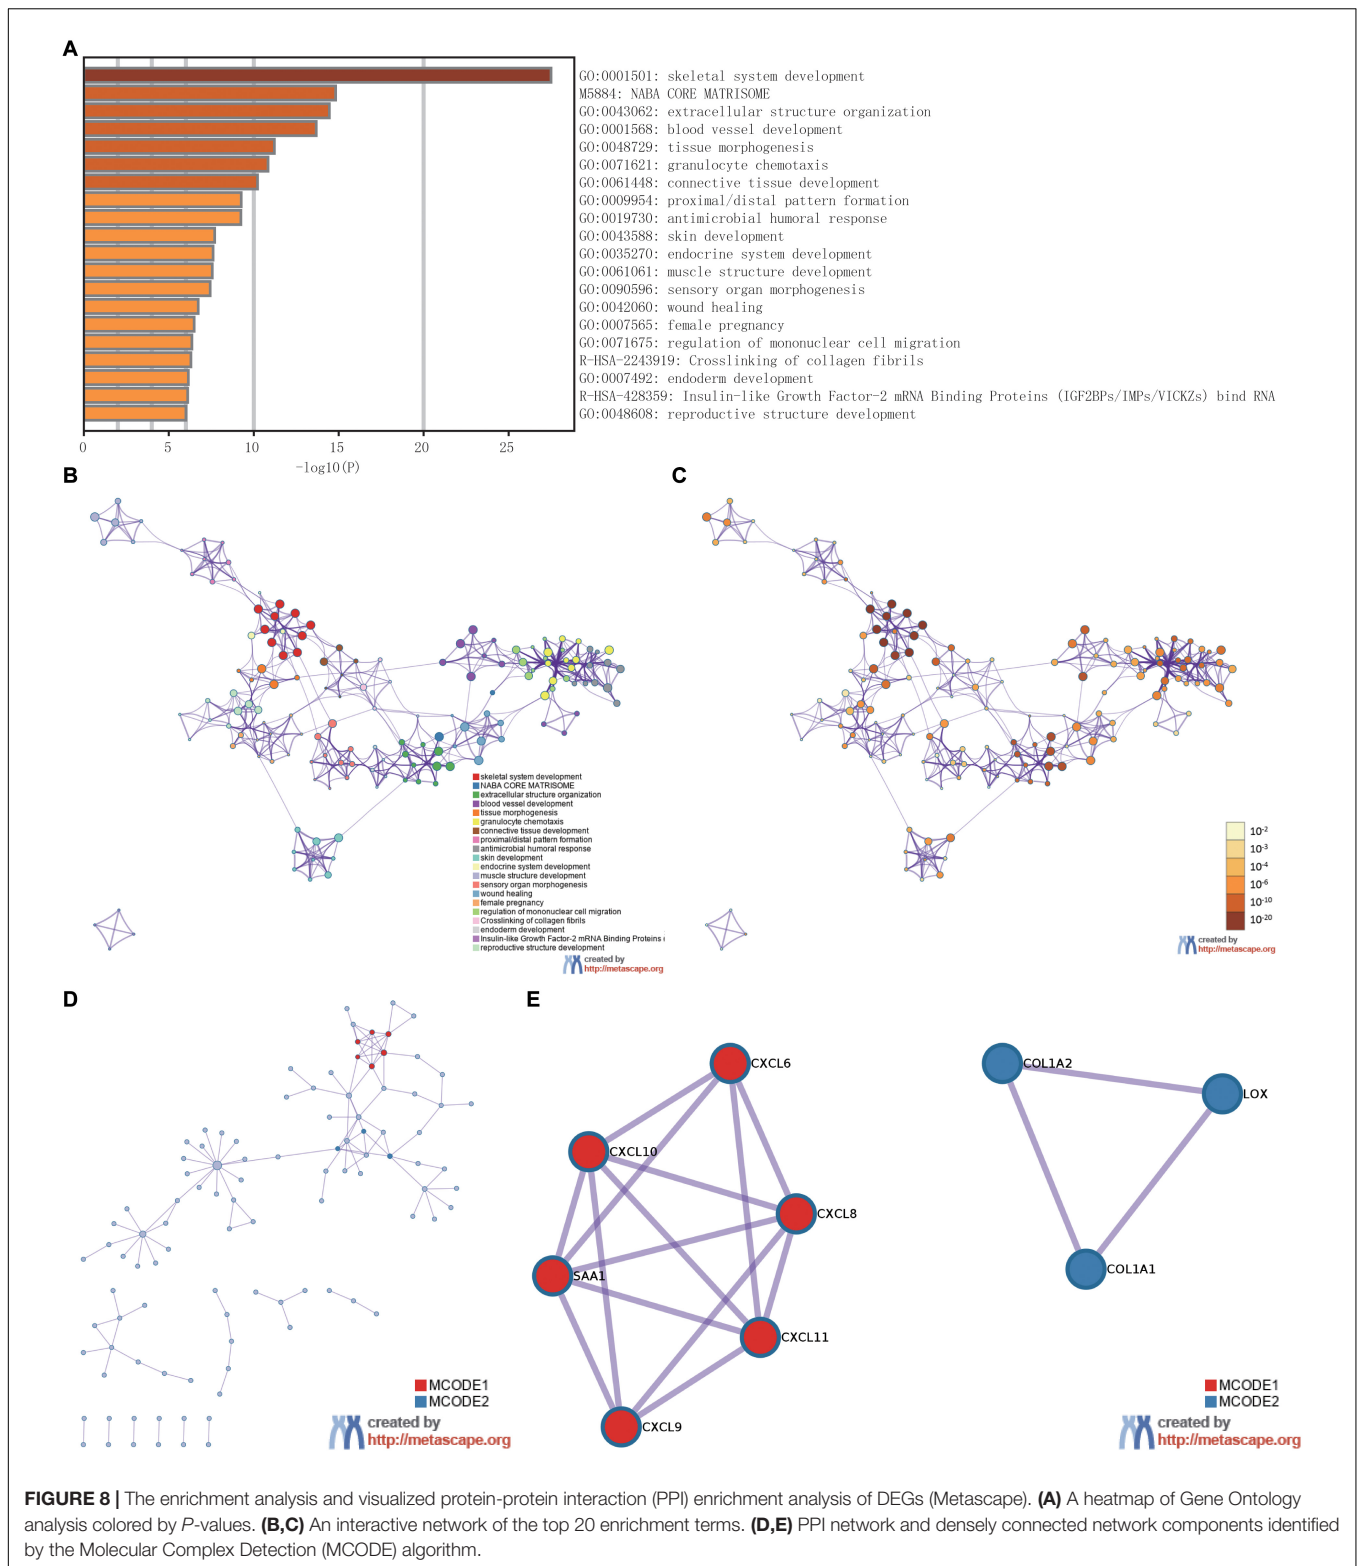 A
GO:0001501: skeletal system development
M5884: NABA CORE MATRISOME
GO:0043062: extracellular structure organization
GO:0001568: blood vessel development
GO:0048729: tissue morphogenesis
GO:0071621: granulocyte chemotaxis
GO:0061448: connective tissue development
GO:0009954: proximal/distal pattern formation
GO:0019730: antimicrobial humoral response
GO:0043588: skin development
GO:0035270: endocrine system development
GO:0061061: muscle structure development
GO:0090596: sensory organ morphogenesis
GO:0042060: wound healing
GO:0007565: female pregnancy
GO:0071675: regulation of mononuclear cell migration
R-HSA-2243919: Crosslinking of collagen fibrils
GO:0007492: endoderm development
R-HSA-428359: Insulin-like Growth Factor-2 mRNA Binding Proteins (IGF2BPs/IMPs/VICKZs) bind RNA
GO:0048608: reproductive structure development
0 5 10 15 20 25
-log10(P)
B
skeletal system development
NABA CORE MATRISOME
extracellular structure organization
blood vessel development
tissue morphogenesis
granulocyte chemotaxis
connective tissue development
proximal/distal pattern formation
antimicrobial humoral response
skin development
endocrine system development
muscle structure development
sensory organ morphogenesis
wound healing
female pregnancy
regulation of mononuclear cell migration
Crosslinking of collagen fibrils
endoderm development
Insulin-like Growth Factor-2 mRNA Binding Proteins (
reproductive structure development
created by
http://metascape.org
C
10-2
10-3
10-4
10-6
10-10
10-20
created by
http://metascape.org
D
MCODE1
MCODE2
created by
http://metascape.org
E
CXCL6
CXCL10
CXCL8
SAA1
CXCL11
CXCL9
COL1A2
LOX
COL1A1
MCODE1
MCODE2
created by
http://metascape.org
FIGURE 8 | The enrichment analysis and visualized protein-protein interaction (PPI) enrichment analysis of DEGs (Metascape). (A) A heatmap of Gene Ontology
analysis colored by P-values. (B,C) An interactive network of the top 20 enrichment terms. (D,E) PPI network and densely connected network components identified
by the Molecular Complex Detection (MCODE) algorithm.